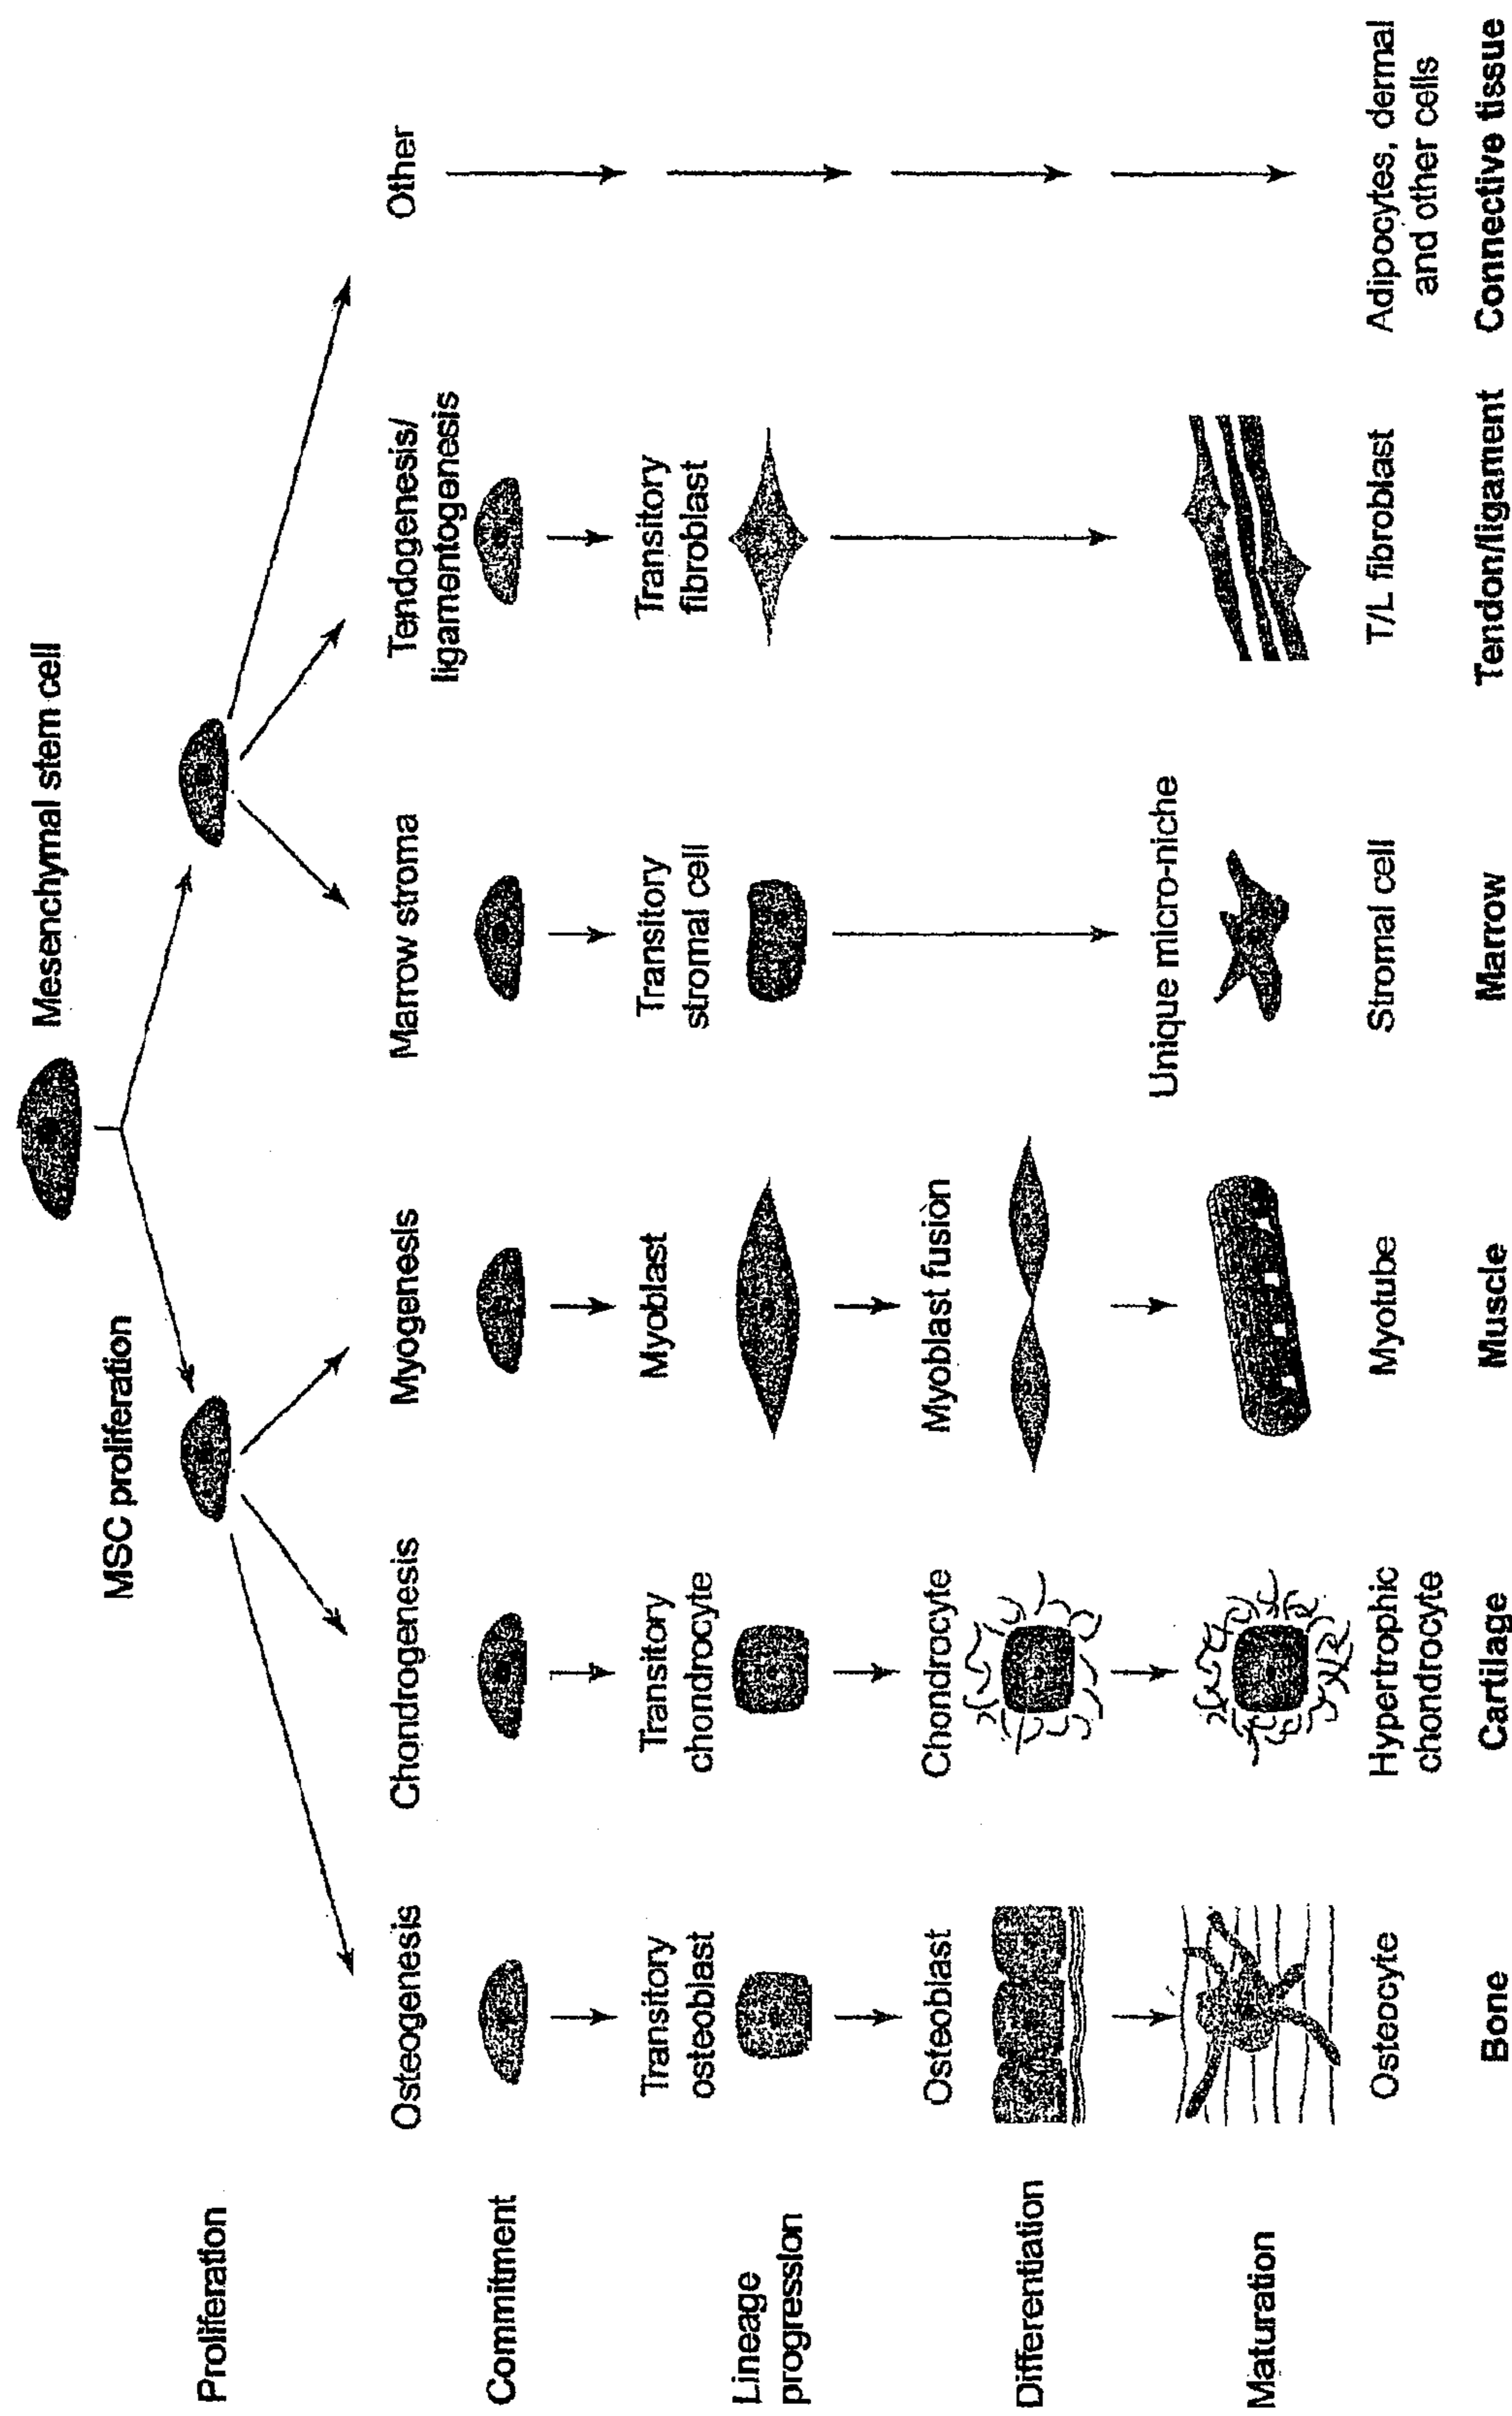 Mesenchymal stem cell
MSC proliferation
Proliferation
Osteogenesis
Chondrogenesis
Myogenesis
Marrow stroma
Tendogenesis/
ligamentogenesis
Other
Commitment
Transitory
osteoblast
Transitory
chondrocyte
Myoblast
Transitory
stromal cell
Transitory
fibroblast
Lineage
progression
Osteoblast
Chondrocyte
Myoblast fusion
Differentiation
Unique micro-niche
Maturation
Osteocyte
Hypertrophic
chondrocyte
Myotube
Stromal cell
T/L fibroblast
Adipocytes, dermal
and other cells
Bone
Cartilage
Muscle
Marrow
Tendon/ligament
Connective tissue